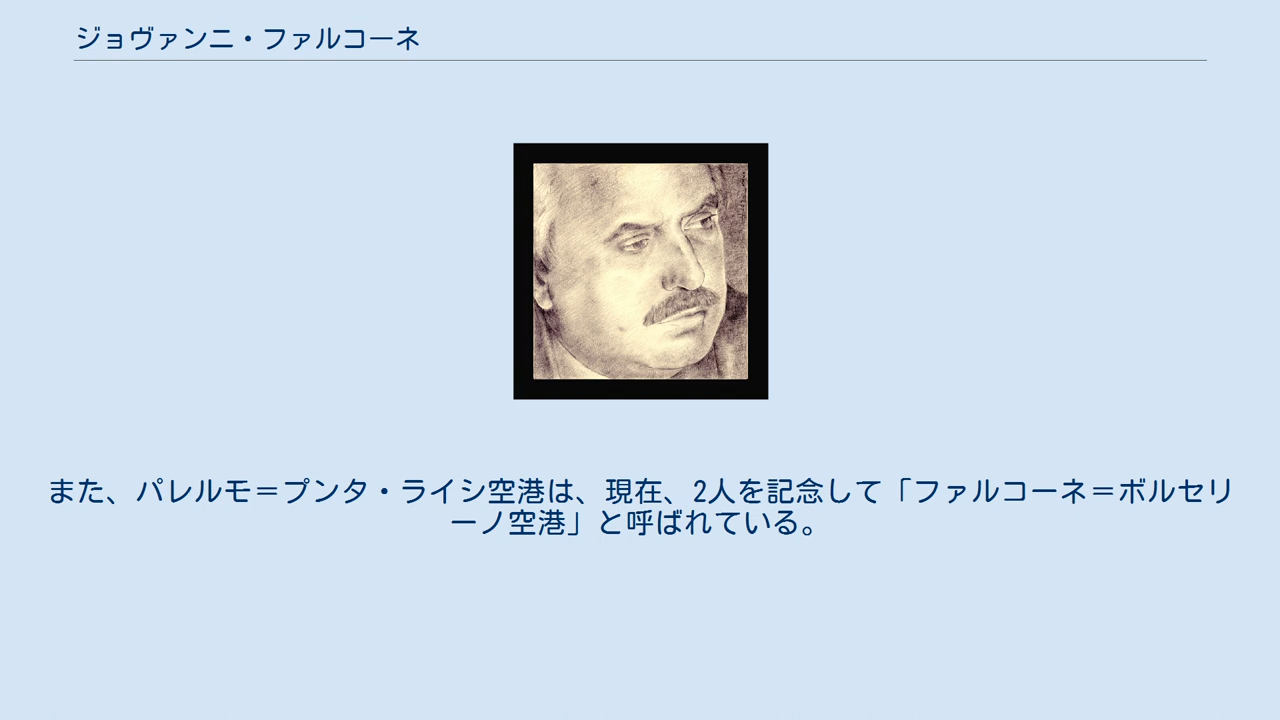 ジョヴァンニ・ファルコーネ
また、パレルモ＝プンタ・ライシ空港は、現在、2人を記念して「ファルコーネ＝ボルセリ
ーノ空港」と呼ばれている。